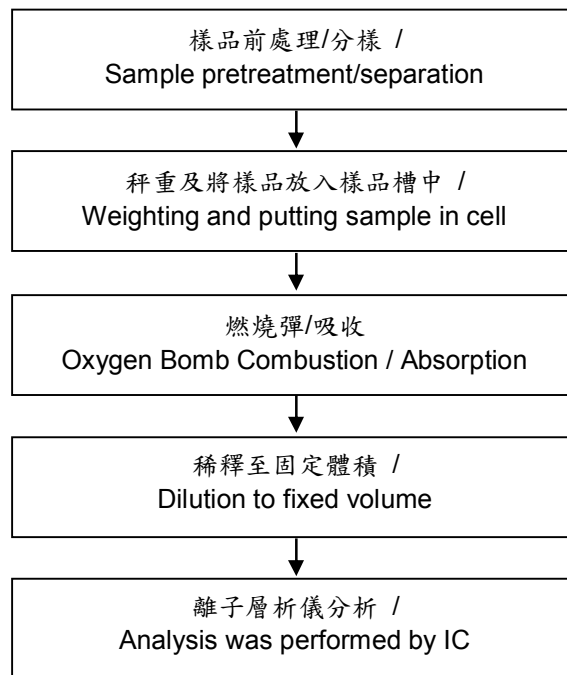 樣品前處理/分樣 /
Sample pretreatment/separation
秤重及將樣品放入樣品槽中 /
Weighting and putting sample in cell
燃燒彈/吸收
Oxygen Bomb Combustion / Absorption
稀釋至固定體積 /
Dilution to fixed volume
離子層析儀分析 /
Analysis was performed by IC